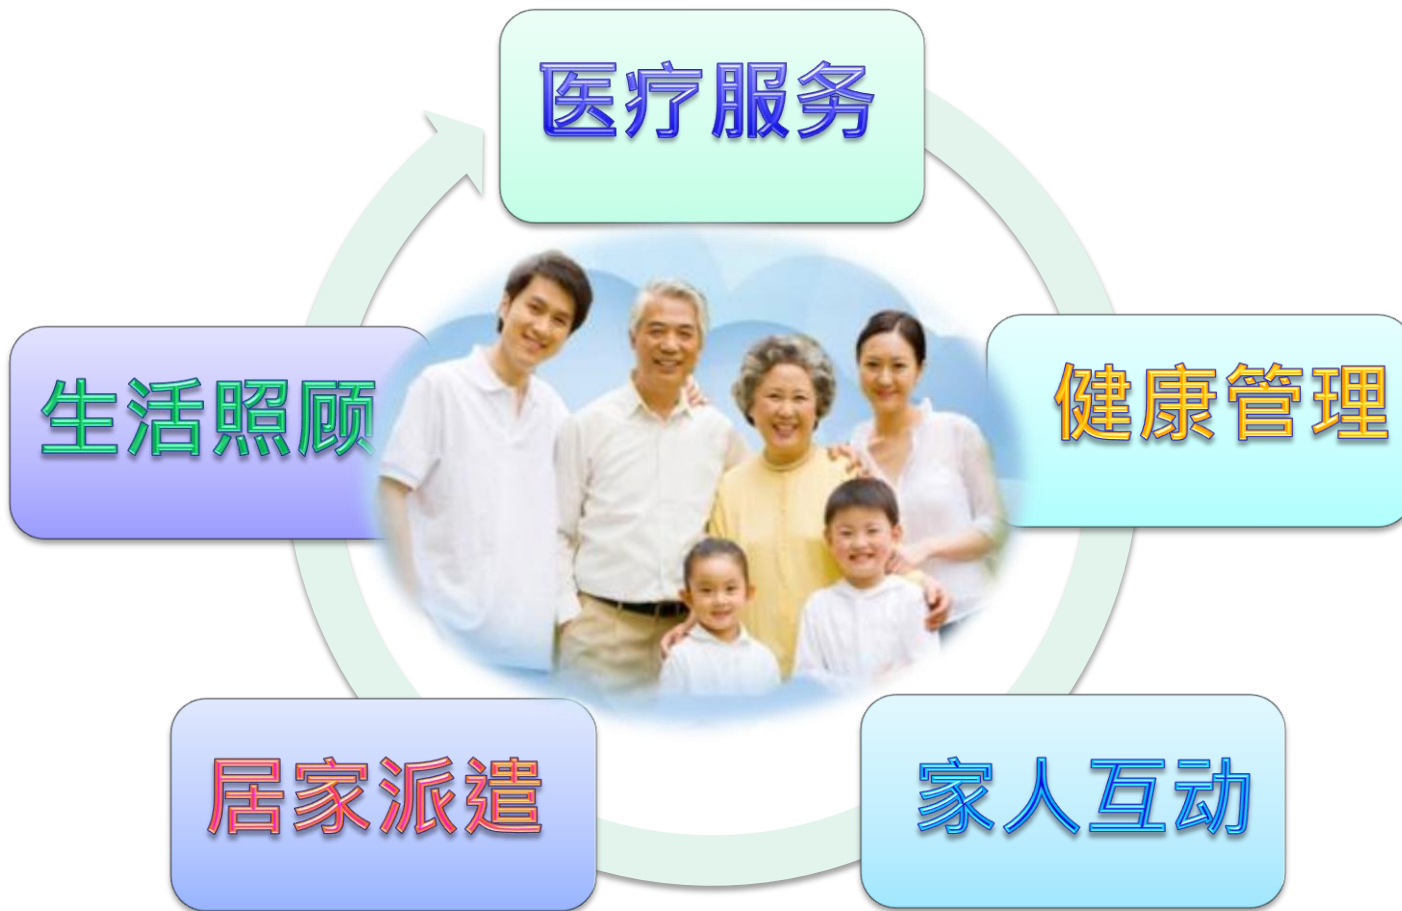 医疗服务
健康管理
家人互动
居家派遣
生活照顾